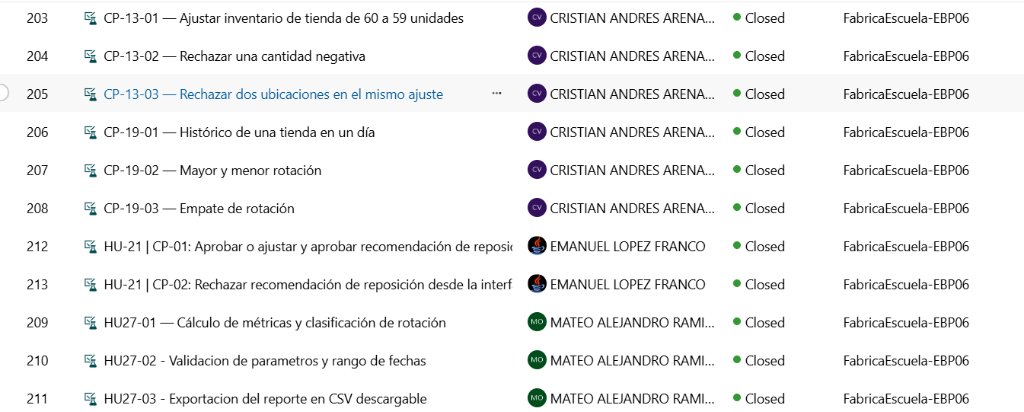 203 CP-13-01 — Ajustar inventario de tienda de 60 a 59 unidades CV CRISTIAN ANDRES ARENA... Closed FabricaEscuela-EBP06
204 CP-13-02 — Rechazar una cantidad negativa CV CRISTIAN ANDRES ARENA... Closed FabricaEscuela-EBP06
205 CP-13-03 — Rechazar dos ubicaciones en el mismo ajuste ... CV CRISTIAN ANDRES ARENA... Closed FabricaEscuela-EBP06
206 CP-19-01 — Histórico de una tienda en un día CV CRISTIAN ANDRES ARENA... Closed FabricaEscuela-EBP06
207 CP-19-02 — Mayor y menor rotación CV CRISTIAN ANDRES ARENA... Closed FabricaEscuela-EBP06
208 CP-19-03 — Empate de rotación CV CRISTIAN ANDRES ARENA... Closed FabricaEscuela-EBP06
212 HU-21 | CP-01: Aprobar o ajustar y aprobar recomendación de reposic EMANUEL LOPEZ FRANCO Closed FabricaEscuela-EBP06
213 HU-21 | CP-02: Rechazar recomendación de reposición desde la interf EMANUEL LOPEZ FRANCO Closed FabricaEscuela-EBP06
209 HU27-01 — Cálculo de métricas y clasificación de rotación MO MATEO ALEJANDRO RAMI... Closed FabricaEscuela-EBP06
210 HU27-02 - Validacion de parametros y rango de fechas MO MATEO ALEJANDRO RAMI... Closed FabricaEscuela-EBP06
211 HU27-03 - Exportacion del reporte en CSV descargable MO MATEO ALEJANDRO RAMI... Closed FabricaEscuela-EBP06